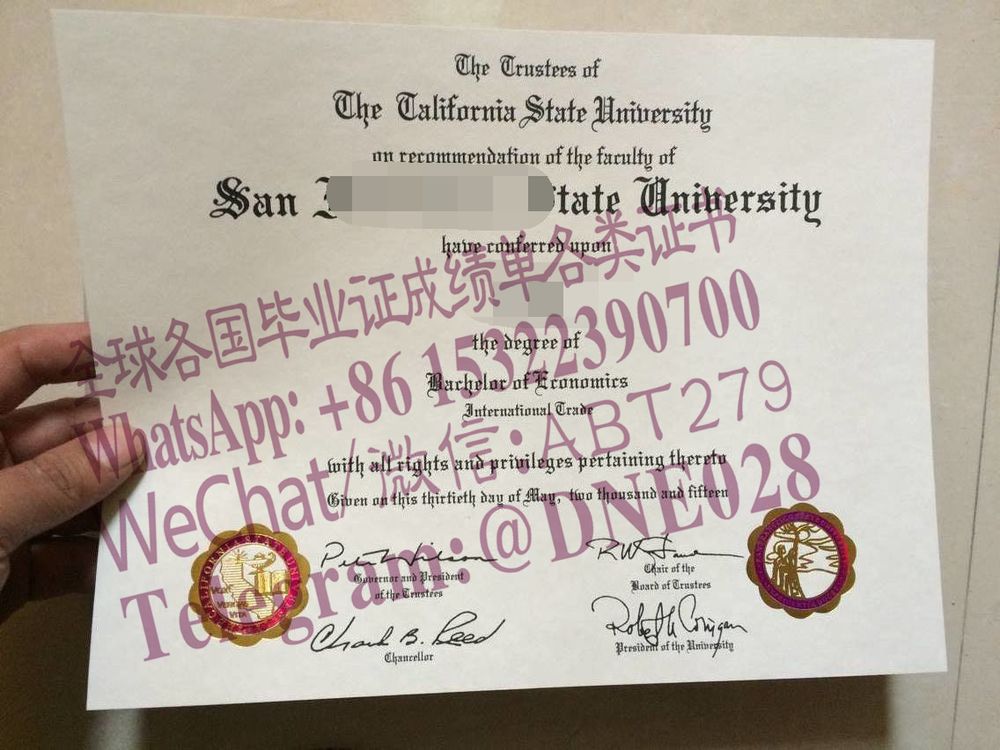 The Trustees of
The California State University
on recommendation of the faculty of
San State University
have conferred upon
the degree of
Bachelor of Economics
International Trade
with all rights and privileges pertaining thereto
Given on this thirtieth day of May, two thousand and fifteen
全球各国毕业证成绩单各类证书
WhatsApp: +86 15322390700
WeChat/微信:ABT279
Telegram:@DNE028
Governor and President
of the Trustees
Chair of the
Board of Trustees
Chancellor
President of the University
VOX
VERITAS
VITA